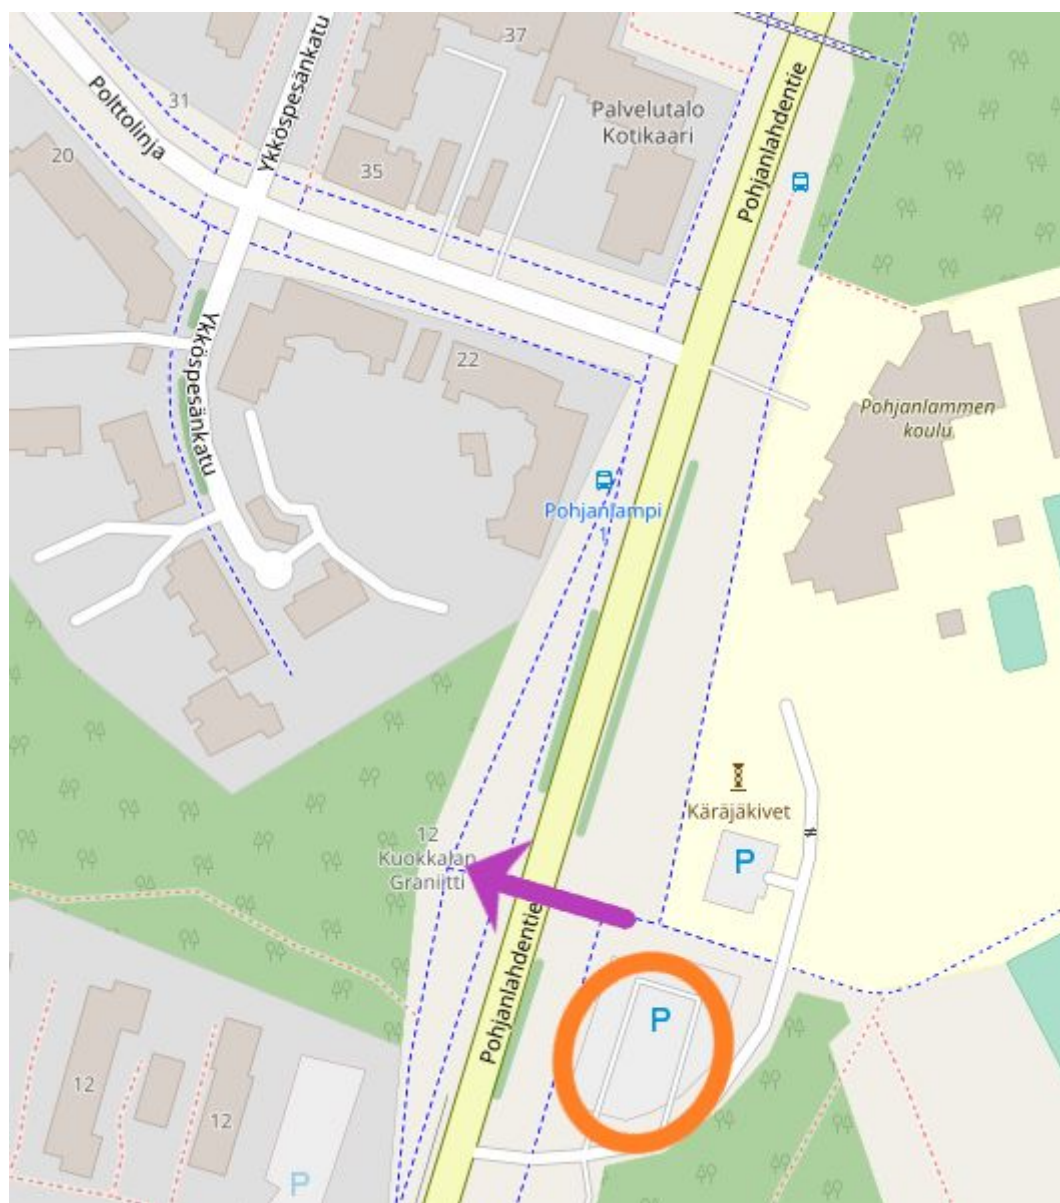 37
Ykköspesänkatu
31
Polttolinja
Palvelutalo
Kotikaari
Pohjanlahdentie
20
35
22
Ykköspesänkatu
Pohjanlammen
koulu
Pohjanlampi
1
Käräjäkivet
12
Kuokkalan
Graniitti
P
Pohjanlahdentie
P
12
12
P